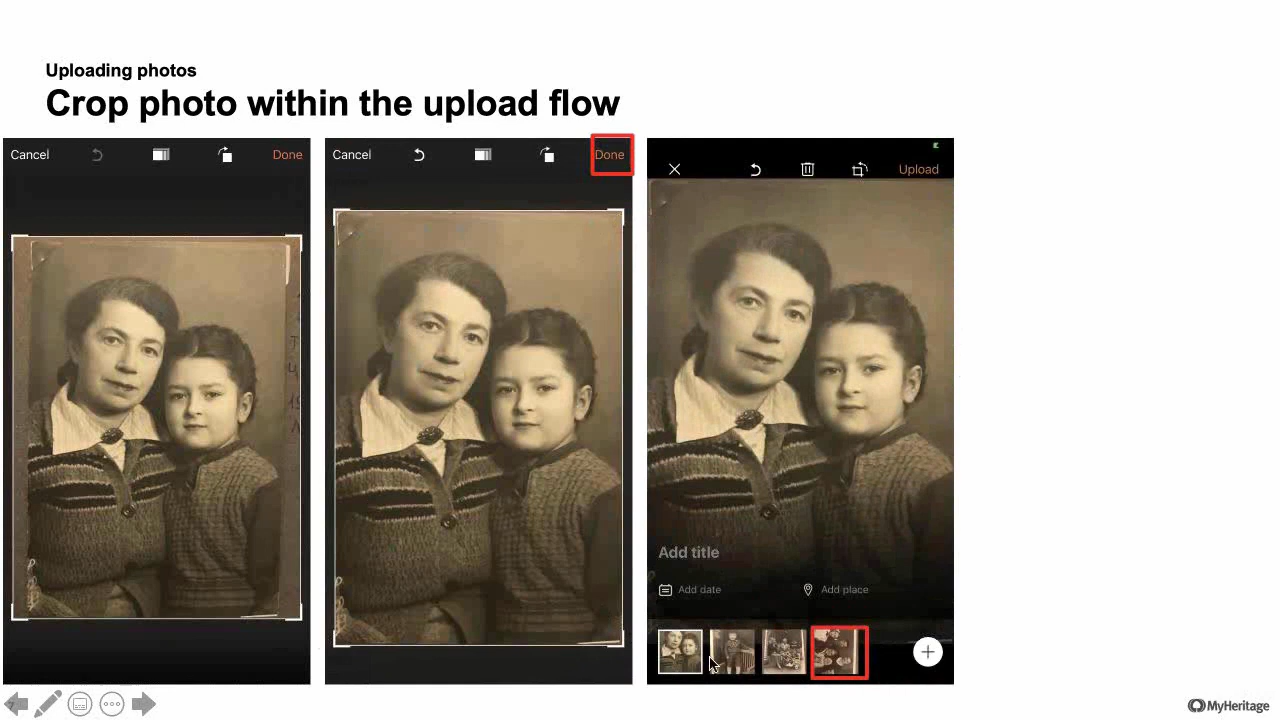 Uploading photos
Crop photo within the upload flow
Cancel
Done
Cancel
Done
Upload
Add title
Add date
Add place
MyHeritage